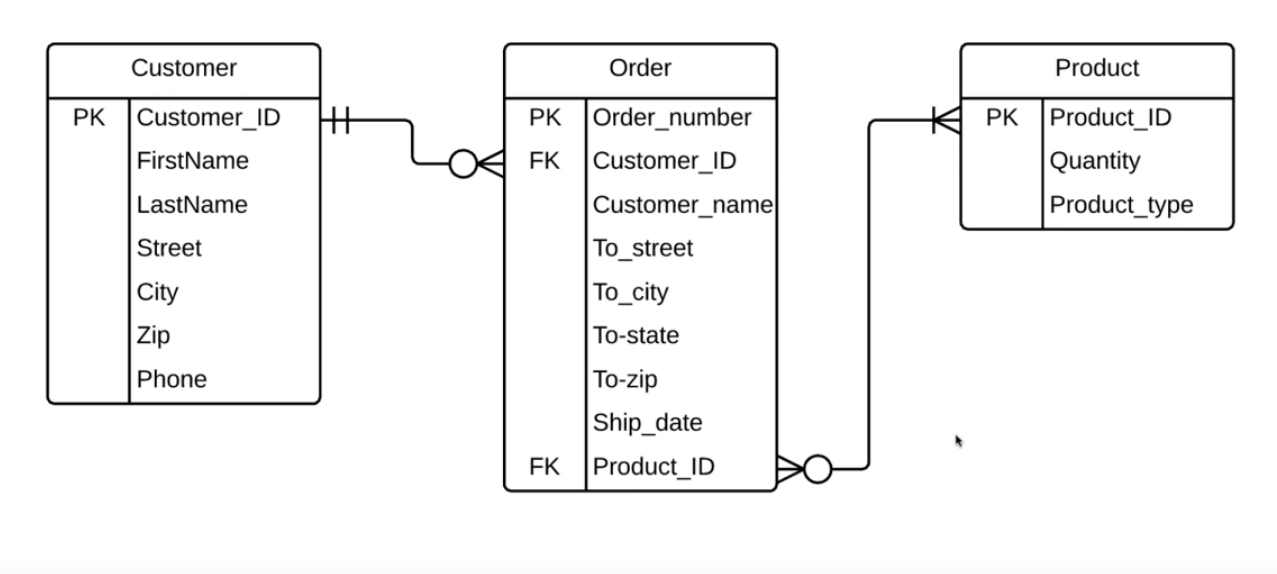 Customer
PK Customer_ID
FirstName
LastName
Street
City
Zip
Phone
Order
PK Order_number
FK Customer_ID
Customer_name
To_street
To_city
To-state
To-zip
Ship_date
FK Product_ID
Product
PK Product_ID
Quantity
Product_type